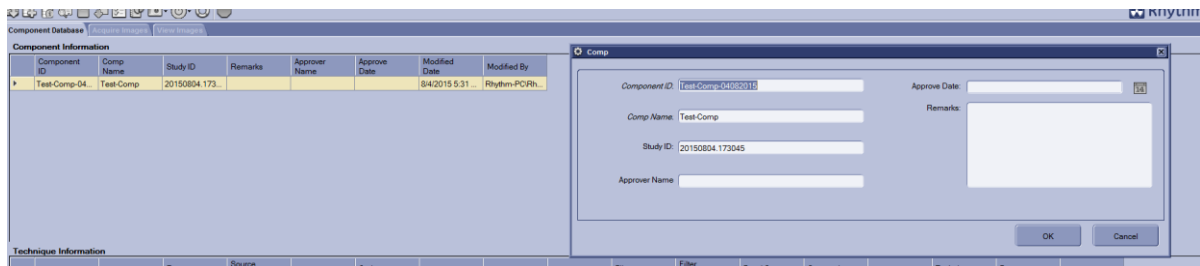 Rhythm
Component Database Acquire Images View Images
Component Information
Component ID Comp Name Study ID Remarks Approver Name Approve Date Modified Date Modified By
Test-Comp-04... Test-Comp 20150804.173... 8/4/2015 5:31 ... Rhythm-PC\Rh...
Comp
Component ID: Test-Comp-04082015
Comp Name: Test-Comp
Study ID: 20150804.173045
Approver Name
Approve Date:
Remarks:
OK Cancel
Technique Information
Source
Filter